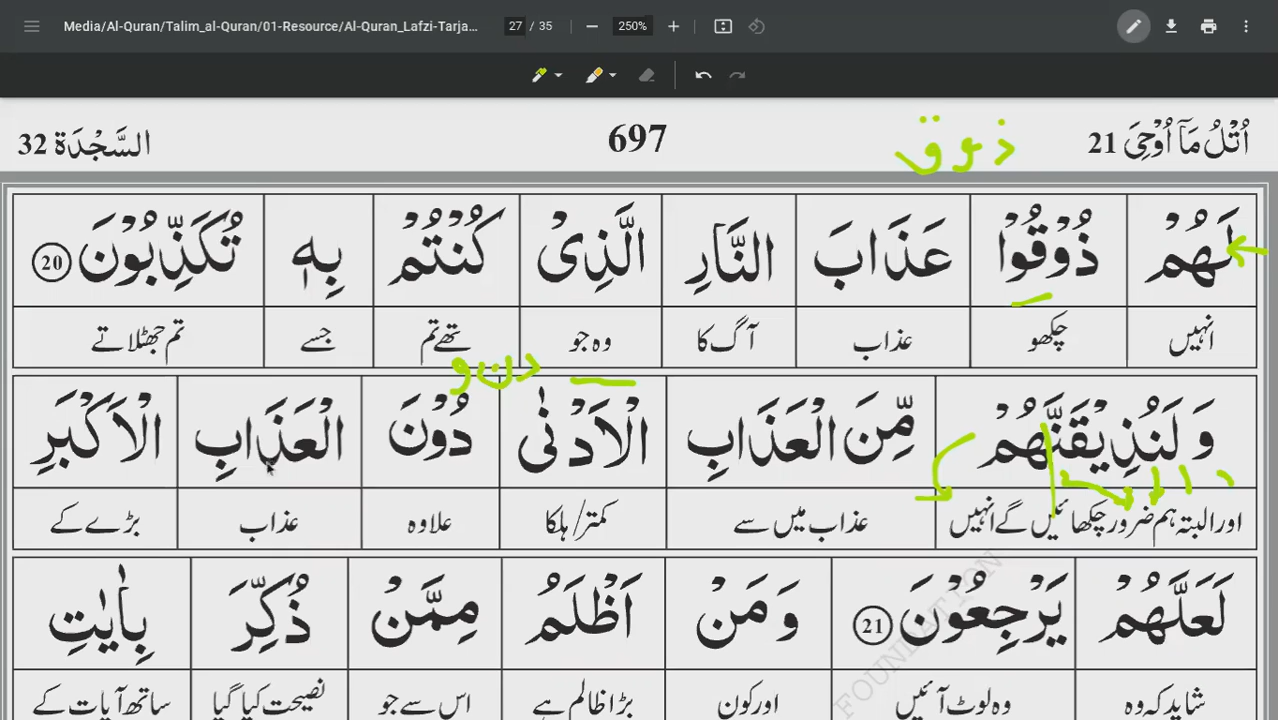 Media/Al-Quran/Talim_al-Quran/01-Resource/Al-Quran_Lafzi-Tarja... 27 / 35 250%
اُتْلُ مَآ اُوْحِیَ 21 ذ و ق 697 اَلسَّجْدَة 32
لَهُمْ ذُوْقُوْا عَذَابَ النَّارِ الَّذِیْ كُنْتُمْ بِهٖ تُكَذِّبُوْنَ 20
انہیں چکھو عذاب آگ کا وہ جو تھے تم جسے تم جھٹلاتے
د ن و
وَ لَنُذِیْقَنَّهُمْ مِّنَ الْعَذَابِ الْاَدْنٰی دُوْنَ الْعَذَابِ الْاَكْبَرِ
اور البتہ ہم ضرور چکھائیں گے انہیں عذاب میں سے کمتر/ہلکا علاوہ عذاب بڑے کے
لَعَلَّهُمْ یَرْجِعُوْنَ 21 وَ مَنْ اَظْلَمُ مِمَّنْ ذُكِّرَ بِاٰیٰتِ
شاید کہ وہ وہ لوٹ آئیں اور کون بڑا ظالم ہے اس سے جو نصیحت کیا گیا ساتھ آیات کے
FOUNDATION